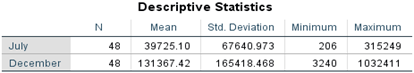 Descriptive Statistics
N Mean Std. Deviation Minimum Maximum
July 48 39725.10 67640.973 206 315249
December 48 131367.42 165418.468 3240 1032411